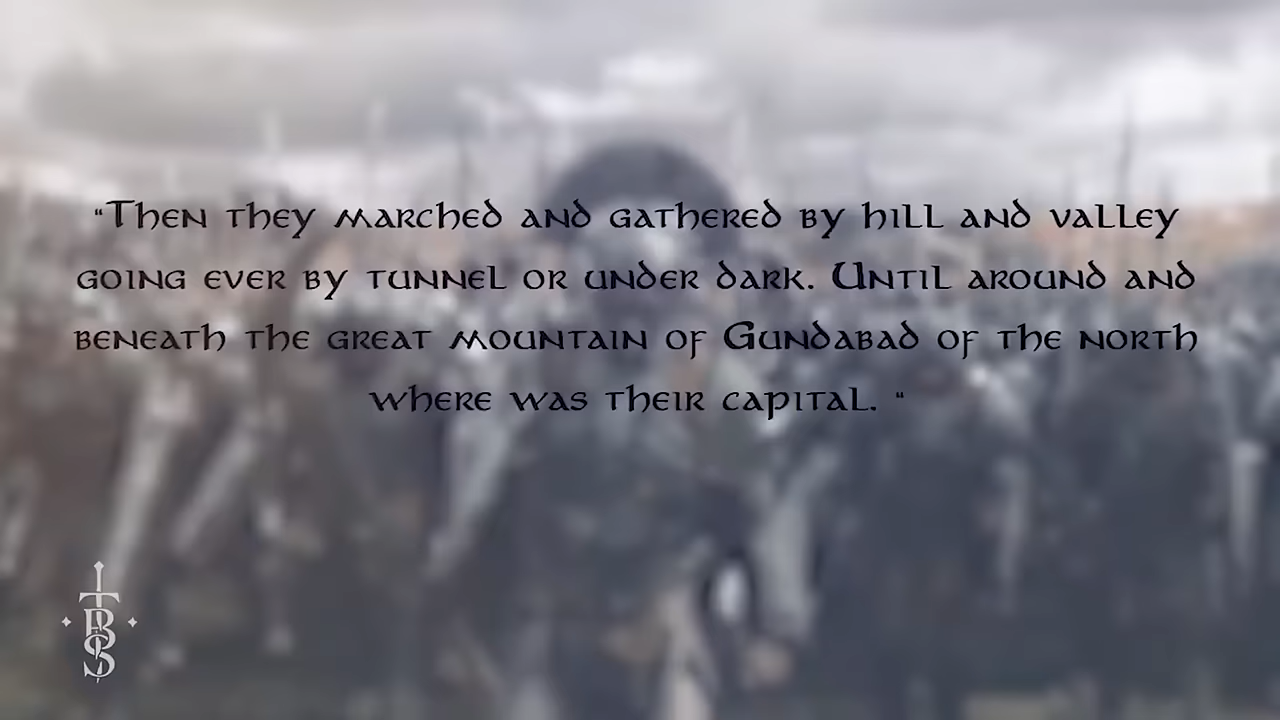 "Then they marched and gathered by hill and valley
going ever by tunnel or under dark. Until around and
beneath the great mountain of Gundabad of the north
where was their capital. "
TBS